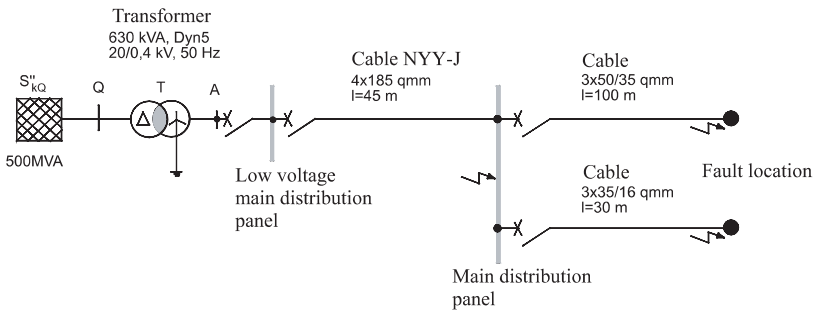 Transformer
630 kVA, Dyn5
20/0,4 kV, 50 Hz
S"kQ
Q
T
A
Δ
500MVA
Low voltage
main distribution
panel
Cable NYY-J
4x185 qmm
l=45 m
Cable
3x50/35 qmm
l=100 m
Cable
3x35/16 qmm
l=30 m
Fault location
Main distribution
panel